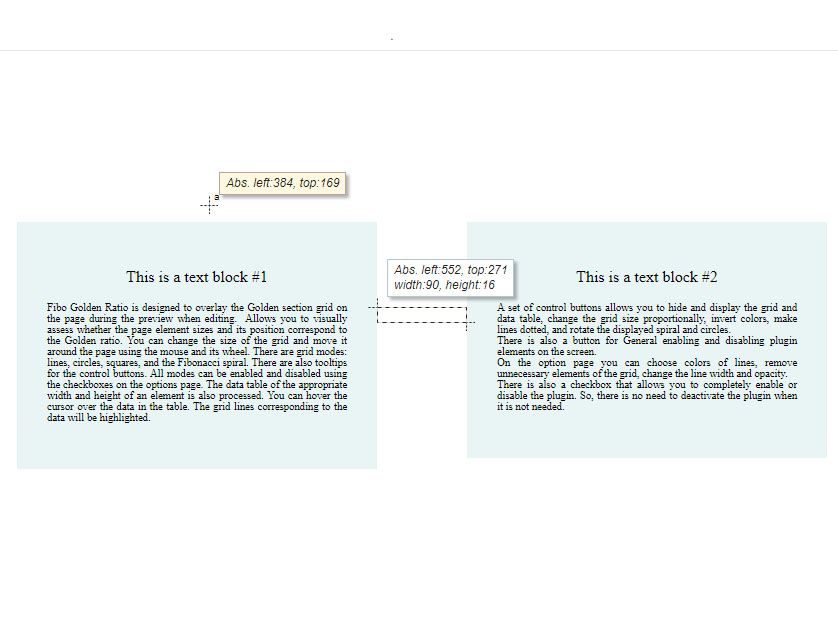 Abs. left:384, top:169
a
This is a text block #1
Fibo Golden Ratio is designed to overlay the Golden section grid on
the page during the preview when editing. Allows you to visually
assess whether the page element sizes and its position correspond to
the Golden ratio. You can change the size of the grid and move it
around the page using the mouse and its wheel. There are grid modes:
lines, circles, squares, and the Fibonacci spiral. There are also tooltips
for the control buttons. All modes can be enabled and disabled using
the checkboxes on the options page. The data table of the appropriate
width and height of an element is also processed. You can hover the
cursor over the data in the table. The grid lines corresponding to the
data will be highlighted.
Abs. left:552, top:271
width:90, height:16
This is a text block #2
A set of control buttons allows you to hide and display the grid and
data table, change the grid size proportionally, invert colors, make
lines dotted, and rotate the displayed spiral and circles.
There is also a button for General enabling and disabling plugin
elements on the screen.
On the option page you can choose colors of lines, remove
unnecessary elements of the grid, change the line width and opacity.
There is also a checkbox that allows you to completely enable or
disable the plugin. So, there is no need to deactivate the plugin when
it is not needed.